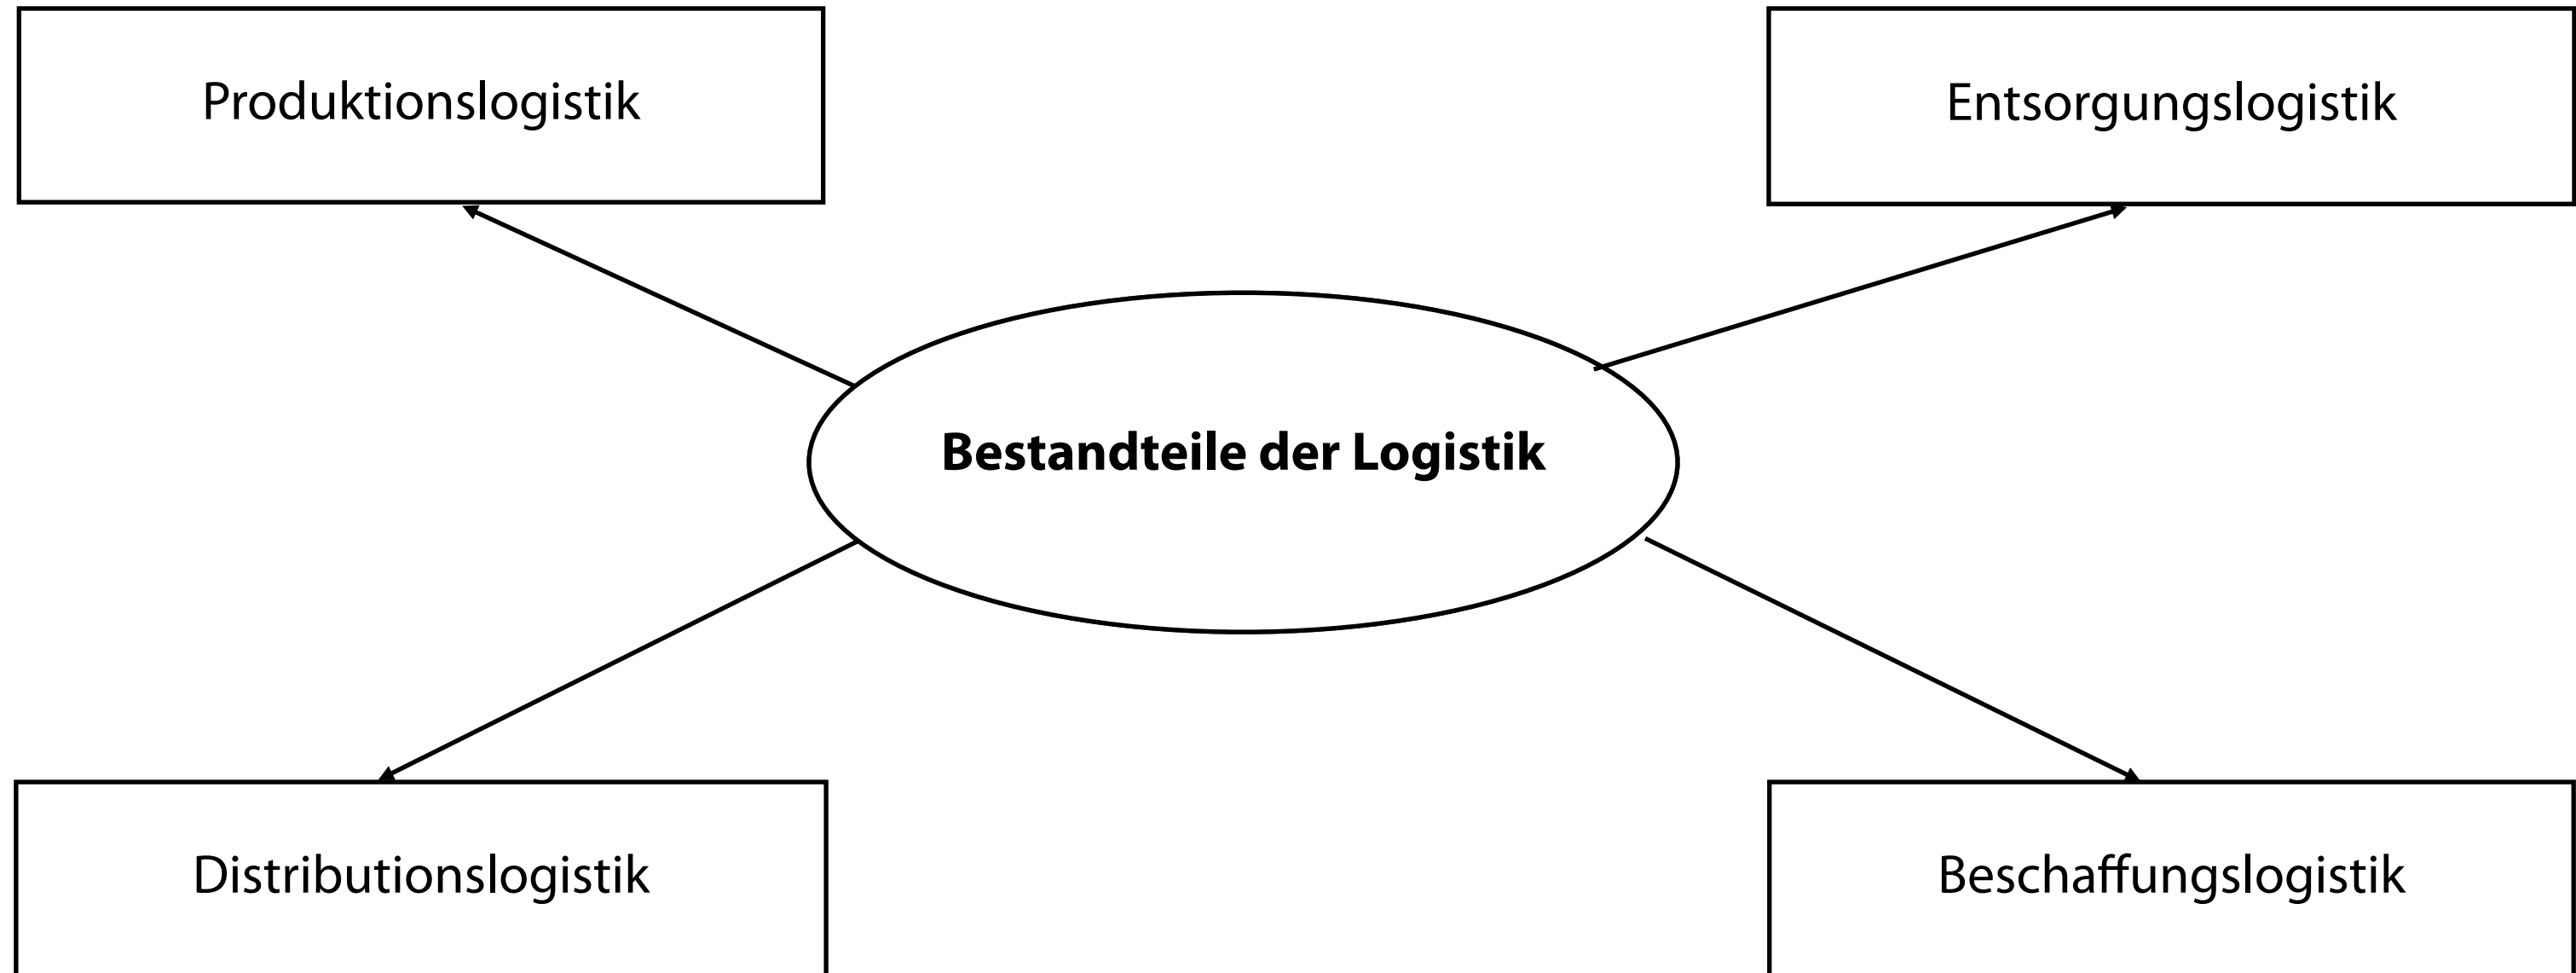 Produktionslogistik
Entsorgungslogistik
Bestandteile der Logistik
Distributionslogistik
Beschaffungslogistik